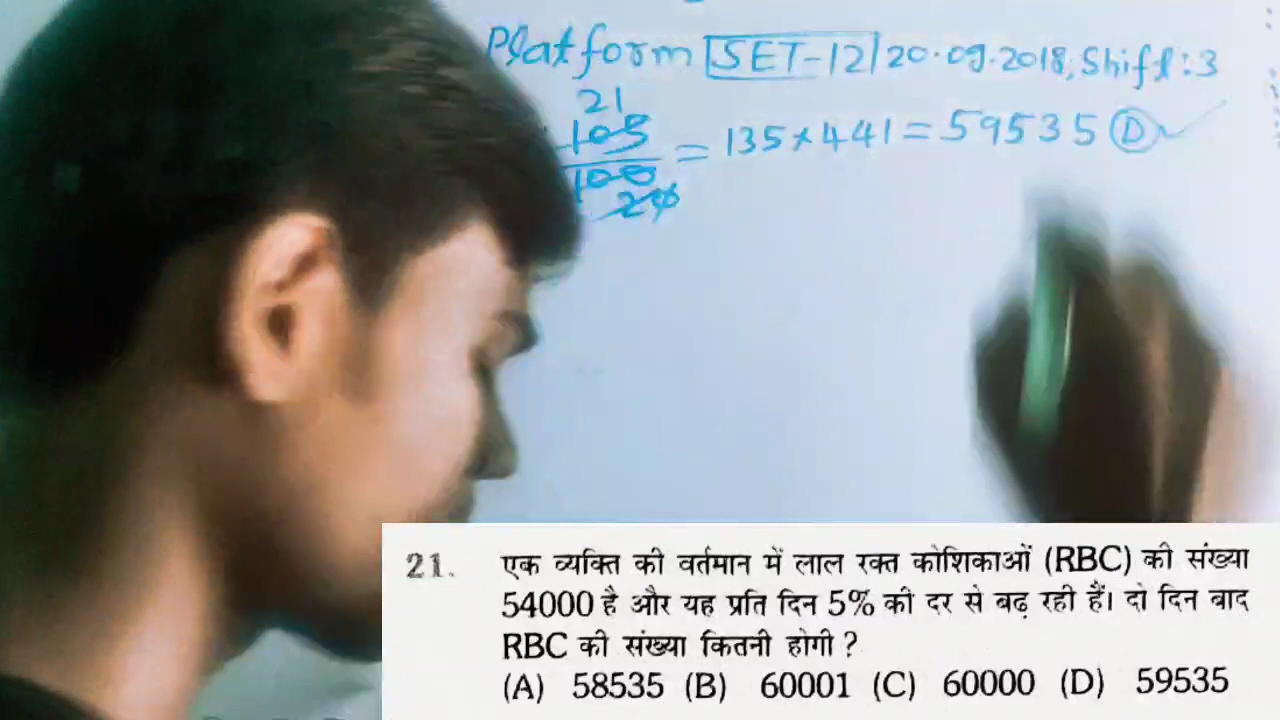 Platform SET-12 20.09.2018, Shift:3
21
105
100
20
= 135×441 = 59535 (D)
21. एक व्यक्ति की वर्तमान में लाल रक्त कोशिकाओं (RBC) की संख्या
54000 है और यह प्रति दिन 5% की दर से बढ़ रही हैं। दो दिन बाद
RBC की संख्या कितनी होगी ?
(A) 58535 (B) 60001 (C) 60000 (D) 59535